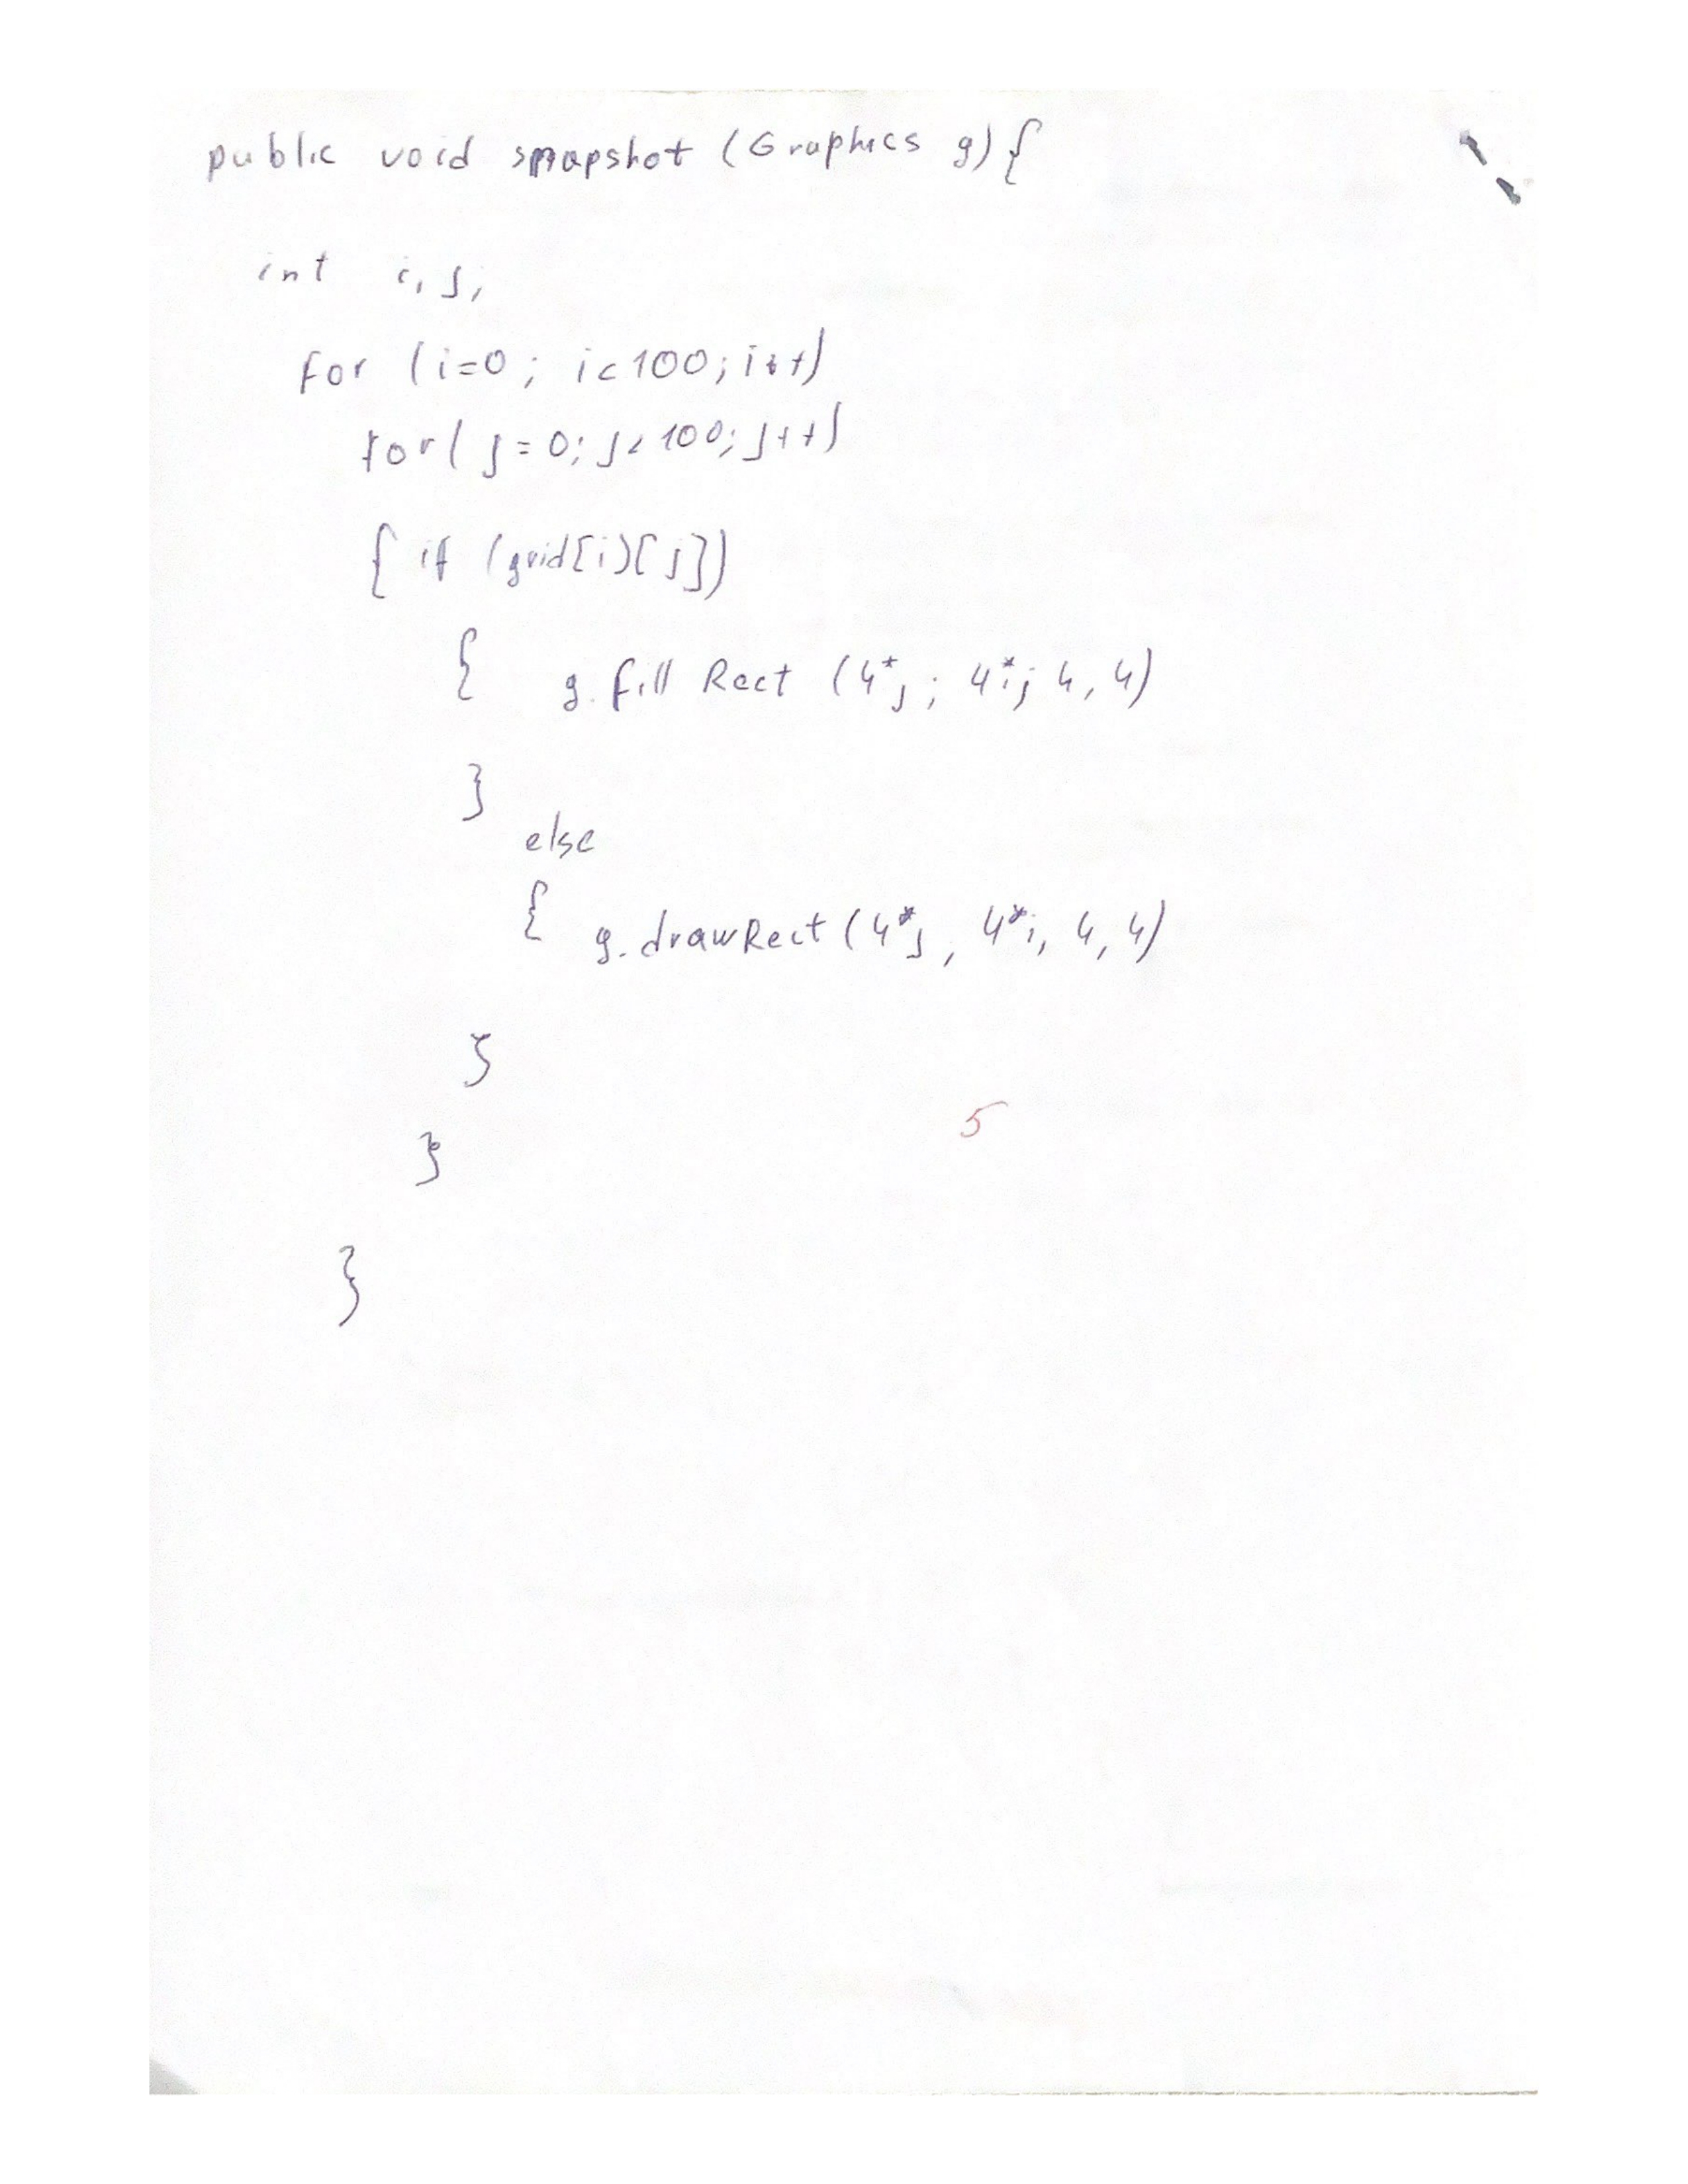 public void snapshot (Graphics g) {
int i, j;
for (i=0; i<100; i++)
for( j=0; j<100; j++)
{ if (grid[i][j])
{ g.fill Rect (4*j; 4*i; 4, 4)
}
else
{ g.drawRect (4*j, 4*i, 4, 4)
}
5
}
}